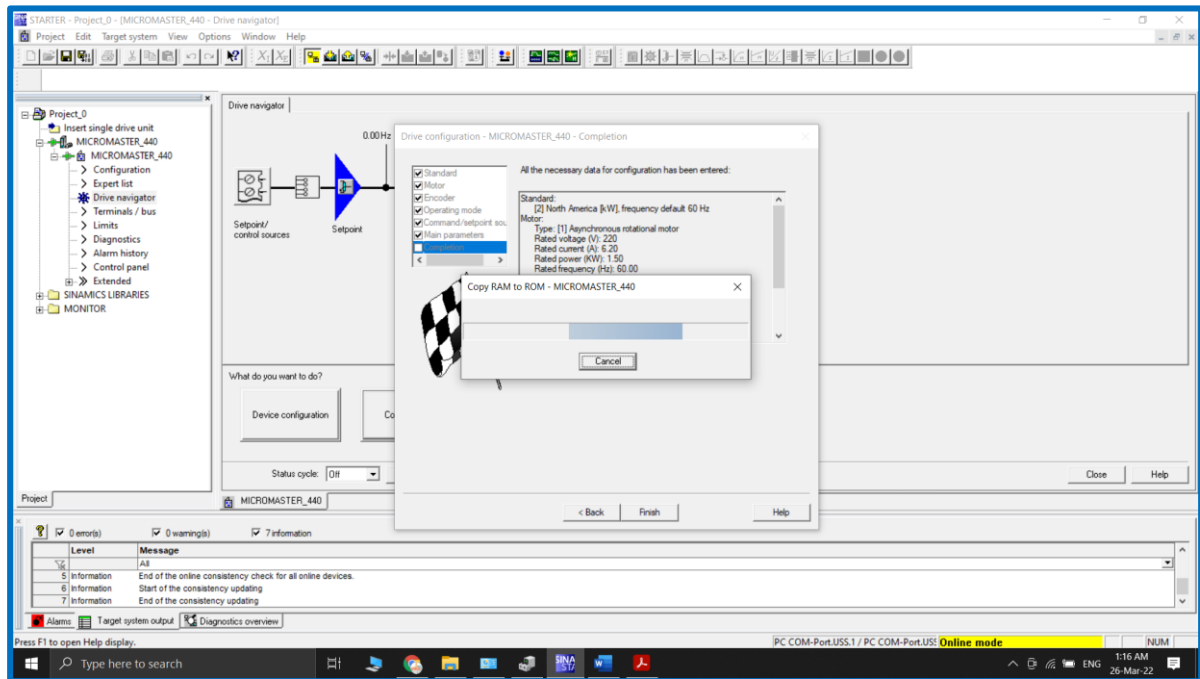 STARTER - Project_0 - [MICROMASTER_440 - Drive navigator]
Project Edit Target system View Options Window Help
Project_0
Insert single drive unit
MICROMASTER_440
MICROMASTER_440
Configuration
Expert list
Drive navigator
Terminals / bus
Limits
Diagnostics
Alarm history
Control panel
Extended
SINAMICS LIBRARIES
MONITOR
Project
Drive navigator
0.00 Hz
Setpoint/
control sources
Setpoint
What do you want to do?
Device configuration
Co
Status cycle: Off
Close Help
MICROMASTER_440
Drive configuration - MICROMASTER_440 - Completion
Standard
Motor
Encoder
Operating mode
Command/setpoint sou
Main parameters
Completion
All the necessary data for configuration has been entered:
Standard:
[2] North America [kW], frequency default 60 Hz
Motor:
Type: [1] Asynchronous rotational motor
Rated voltage (V): 220
Rated current (A): 6.20
Rated power (KW): 1.50
Rated frequency (Hz): 60.00
Copy RAM to ROM - MICROMASTER_440
Cancel
< Back Finish Help
0 error(s) 0 warning(s) 7 information
Level Message
All
5 Information End of the online consistency check for all online devices.
6 Information Start of the consistency updating
7 Information End of the consistency updating
Alarms Target system output Diagnostics overview
Press F1 to open Help display. PC COM-Port.USS.1 / PC COM-Port.USS Online mode NUM
Type here to search
SINA
ENG
1:16 AM
26-Mar-22